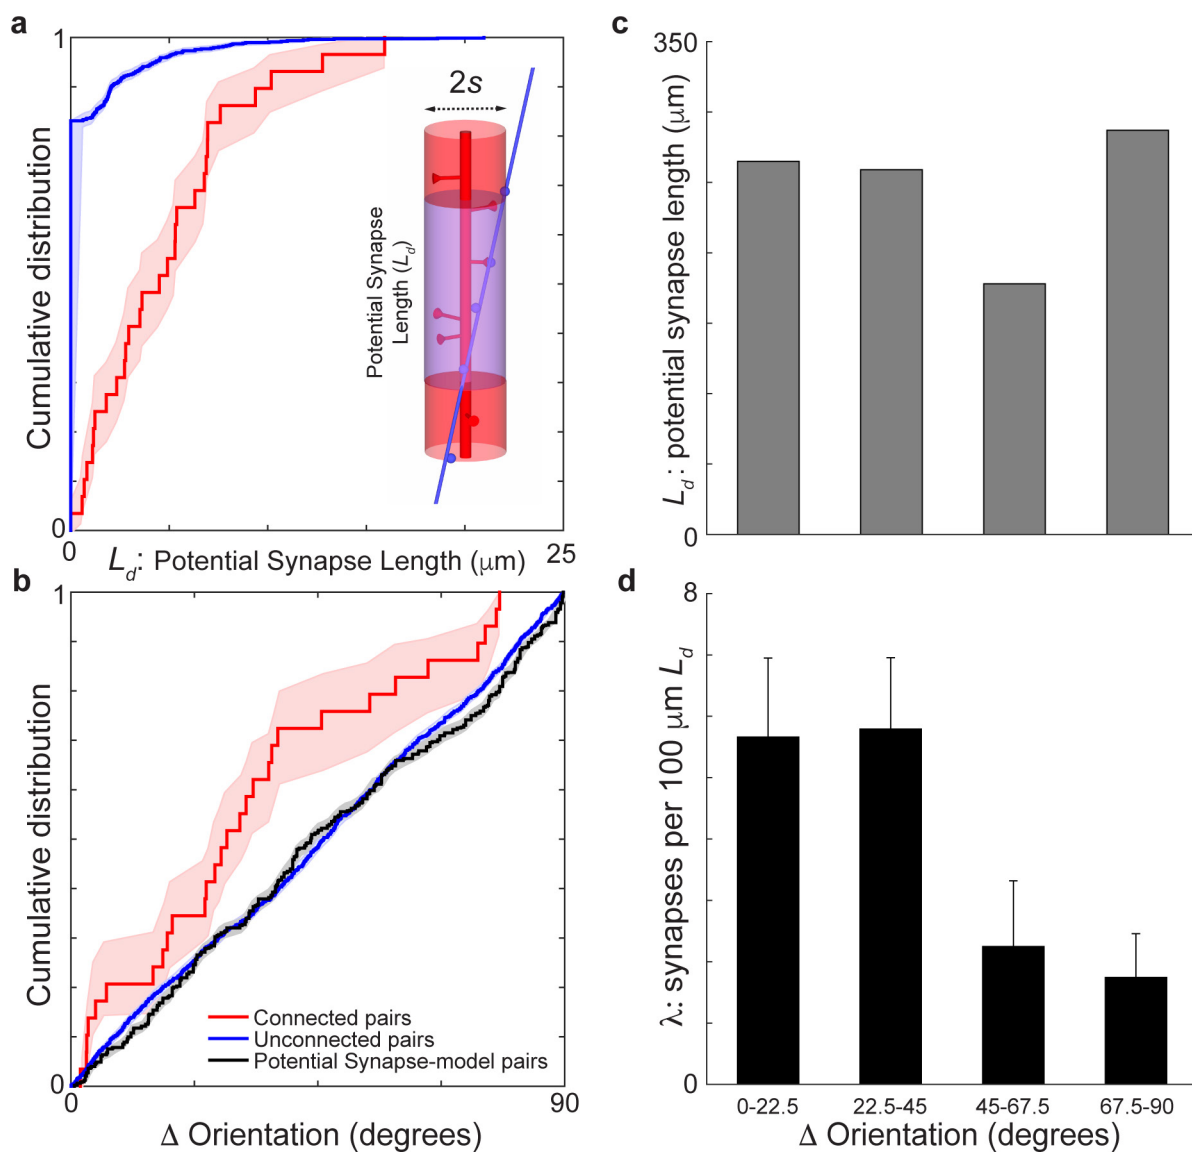 a
1
Cumulative distribution
0
0
25
L_d: Potential Synapse Length (μm)
2s
Potential Synapse
Length (L_d)
b
1
Cumulative distribution
0
Connected pairs
Unconnected pairs
Potential Synapse-model pairs
0
90
Δ Orientation (degrees)
c
350
L_d: potential synapse length (μm)
0
d
8
λ: synapses per 100 μm L_d
0
0-22.5
22.5-45
45-67.5
67.5-90
Δ Orientation (degrees)